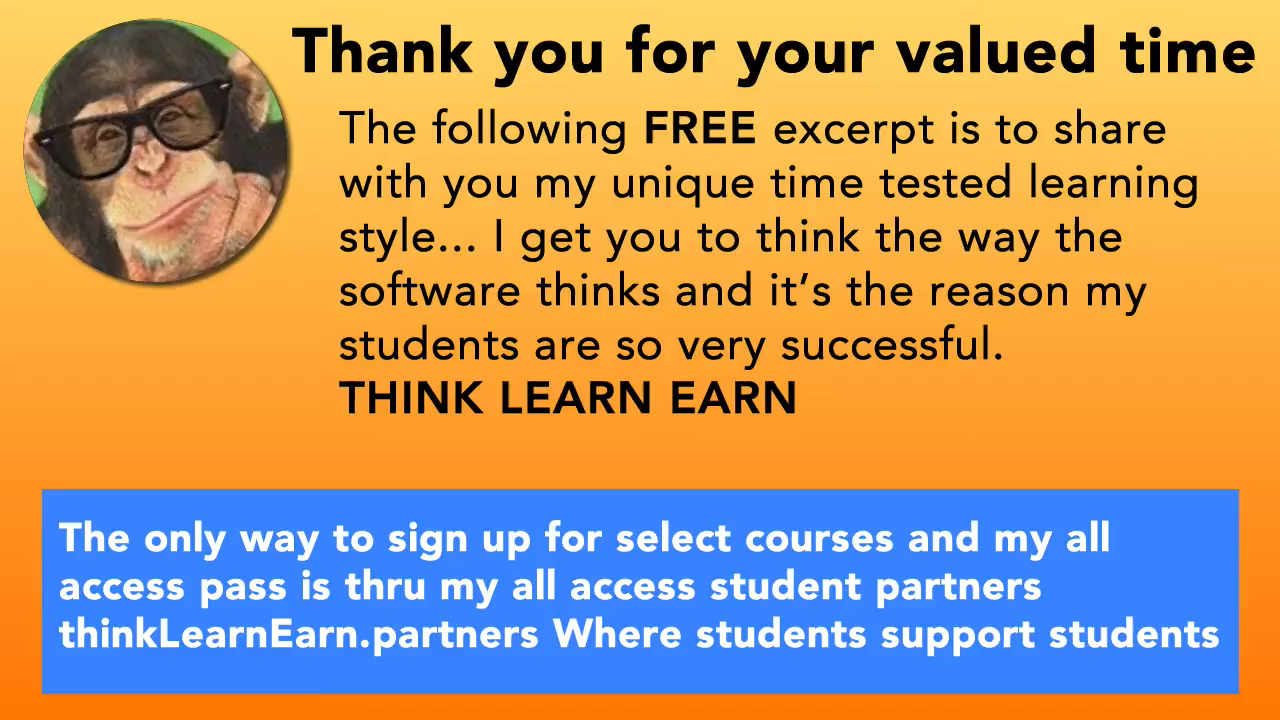 Thank you for your valued time
The following FREE excerpt is to share
with you my unique time tested learning
style... I get you to think the way the
software thinks and it’s the reason my
students are so very successful.
THINK LEARN EARN
The only way to sign up for select courses and my all
access pass is thru my all access student partners
thinkLearnEarn.partners Where students support students